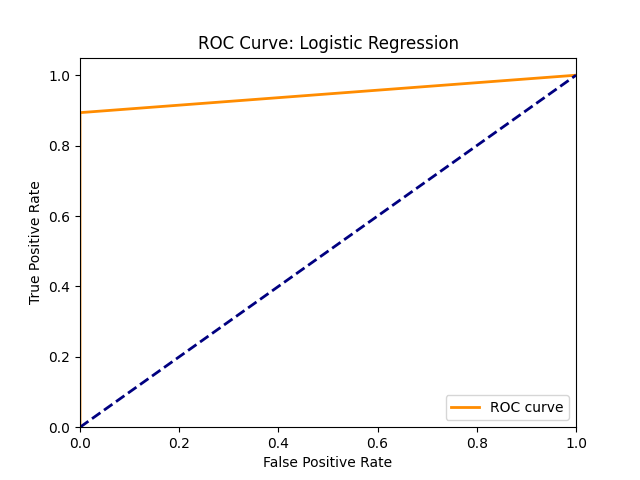 ROC Curve: Logistic Regression
1.0
0.8
0.6
0.4
0.2
0.0
True Positive Rate
ROC curve
0.0 0.2 0.4 0.6 0.8 1.0
False Positive Rate